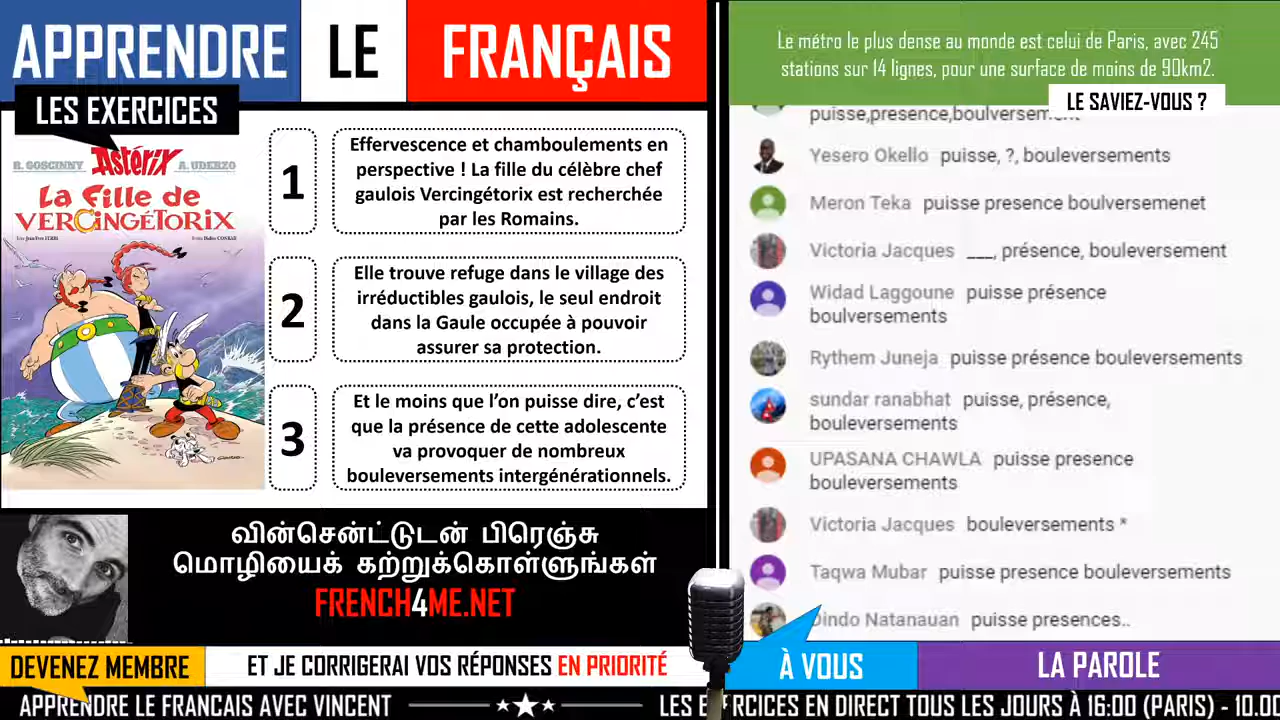 APPRENDRE LE FRANÇAIS
LES EXERCICES
R. GOSCINNY Astérix A. UDERZO
La Fille de
VERCINGÉTORIX
1
Effervescence et chamboulements en
perspective ! La fille du célèbre chef
gaulois Vercingétorix est recherchée
par les Romains.
2
Elle trouve refuge dans le village des
irréductibles gaulois, le seul endroit
dans la Gaule occupée à pouvoir
assurer sa protection.
3
Et le moins que l’on puisse dire, c’est
que la présence de cette adolescente
va provoquer de nombreux
bouleversements intergénérationnels.
வின்சென்ட்டுடன் பிரெஞ்சு
மொழியைக் கற்றுக்கொள்ளுங்கள்
FRENCH4ME.NET
DEVENEZ MEMBRE
ET JE CORRIGERAI VOS RÉPONSES EN PRIORITÉ
Le métro le plus dense au monde est celui de Paris, avec 245
stations sur 14 lignes, pour une surface de moins de 90km2.
LE SAVIEZ-VOUS ?
puisse,presence,boulversement
Yesero Okello puisse, ?, bouleversements
Meron Teka puisse presence boulversemenet
Victoria Jacques ___, présence, bouleversement
Widad Laggoune puisse présence
boulversements
Rythem Juneja puisse présence bouleversements
sundar ranabhat puisse, présence,
bouleversements
UPASANA CHAWLA puisse presence
bouleversements
Victoria Jacques bouleversements *
Taqwa Mubar puisse presence bouleversements
Dindo Natanauan puisse presences..
À VOUS
LA PAROLE
APPRENDRE LE FRANCAIS AVEC VINCENT
LES EXERCICES EN DIRECT TOUS LES JOURS À 16:00 (PARIS) - 10.00